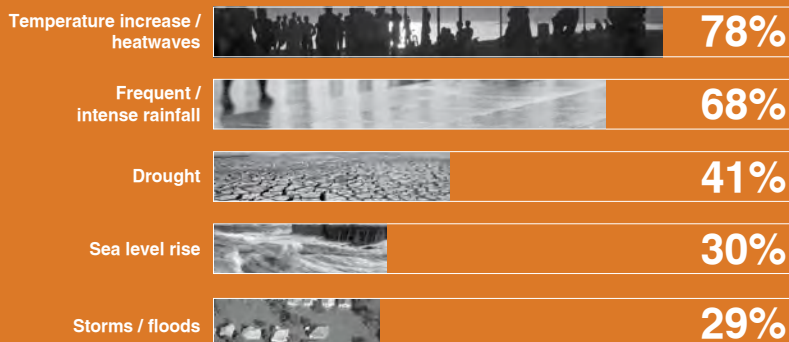 Temperature increase /
heatwaves
78%
Frequent /
intense rainfall
68%
Drought
41%
Sea level rise
30%
Storms / floods
29%